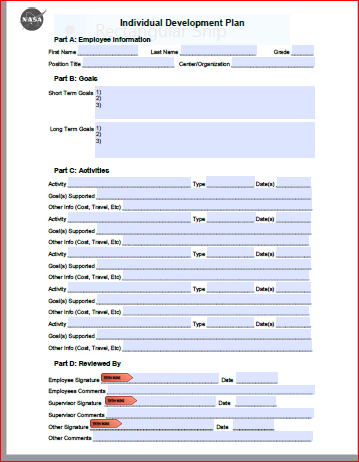 NASA
Individual Development Plan
Part A: Employee Information
First Name Last Name Grade
Position Title Center/Organization
Part B: Goals
Short Term Goals 1)
2)
3)
Long Term Goals 1)
2)
3)
Part C: Activities
Activity Type Date(s)
Goal(s) Supported
Other Info (Cost, Travel, Etc)
Activity Type Date(s)
Goal(s) Supported
Other Info (Cost, Travel, Etc)
Activity Type Date(s)
Goal(s) Supported
Other Info (Cost, Travel, Etc)
Activity Type Date(s)
Goal(s) Supported
Other Info (Cost, Travel, Etc)
Activity Type Date(s)
Goal(s) Supported
Other Info (Cost, Travel, Etc)
Part D: Reviewed By
Employee Signature Date
Employees Comments
Supervisor Signature Date
Supervisor Comments
Other Signature Date
Other Comments